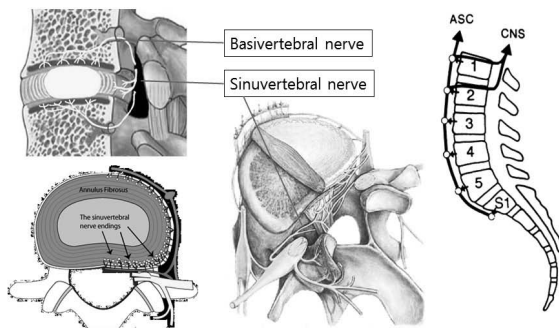 Basivertebral nerve
Sinuvertebral nerve
Annulus Fibrosus
The sinuvertebral
nerve endings
ASC
CNS
1
2
3
4
5
S1